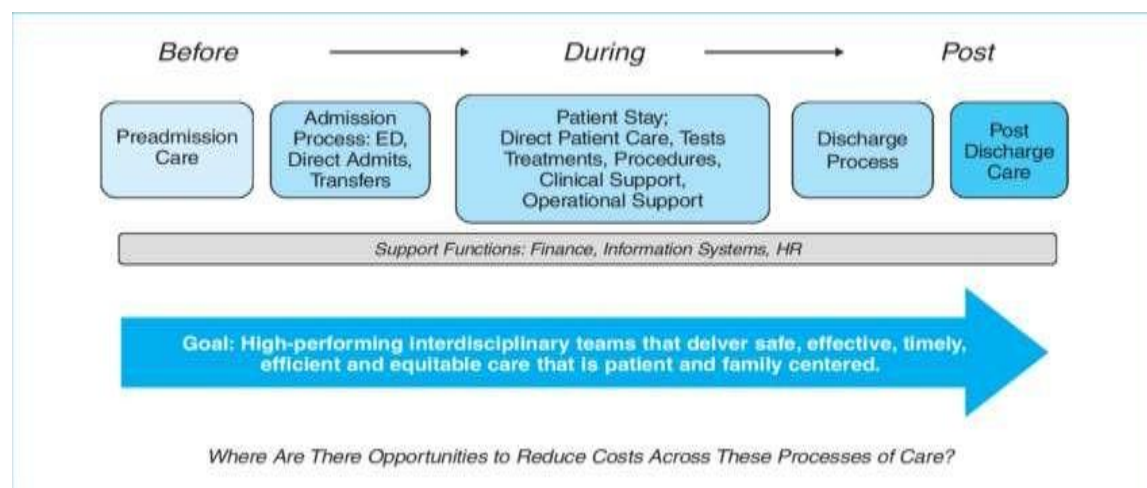 Before During Post
Preadmission
Care
Admission
Process: ED,
Direct Admits,
Transfers
Patient Stay;
Direct Patient Care, Tests
Treatments, Procedures,
Clinical Support,
Operational Support
Discharge
Process
Post
Discharge
Care
Support Functions: Finance, Information Systems, HR
Goal: High-performing interdisciplinary teams that deliver safe, effective, timely,
efficient and equitable care that is patient and family centered.
Where Are There Opportunities to Reduce Costs Across These Processes of Care?